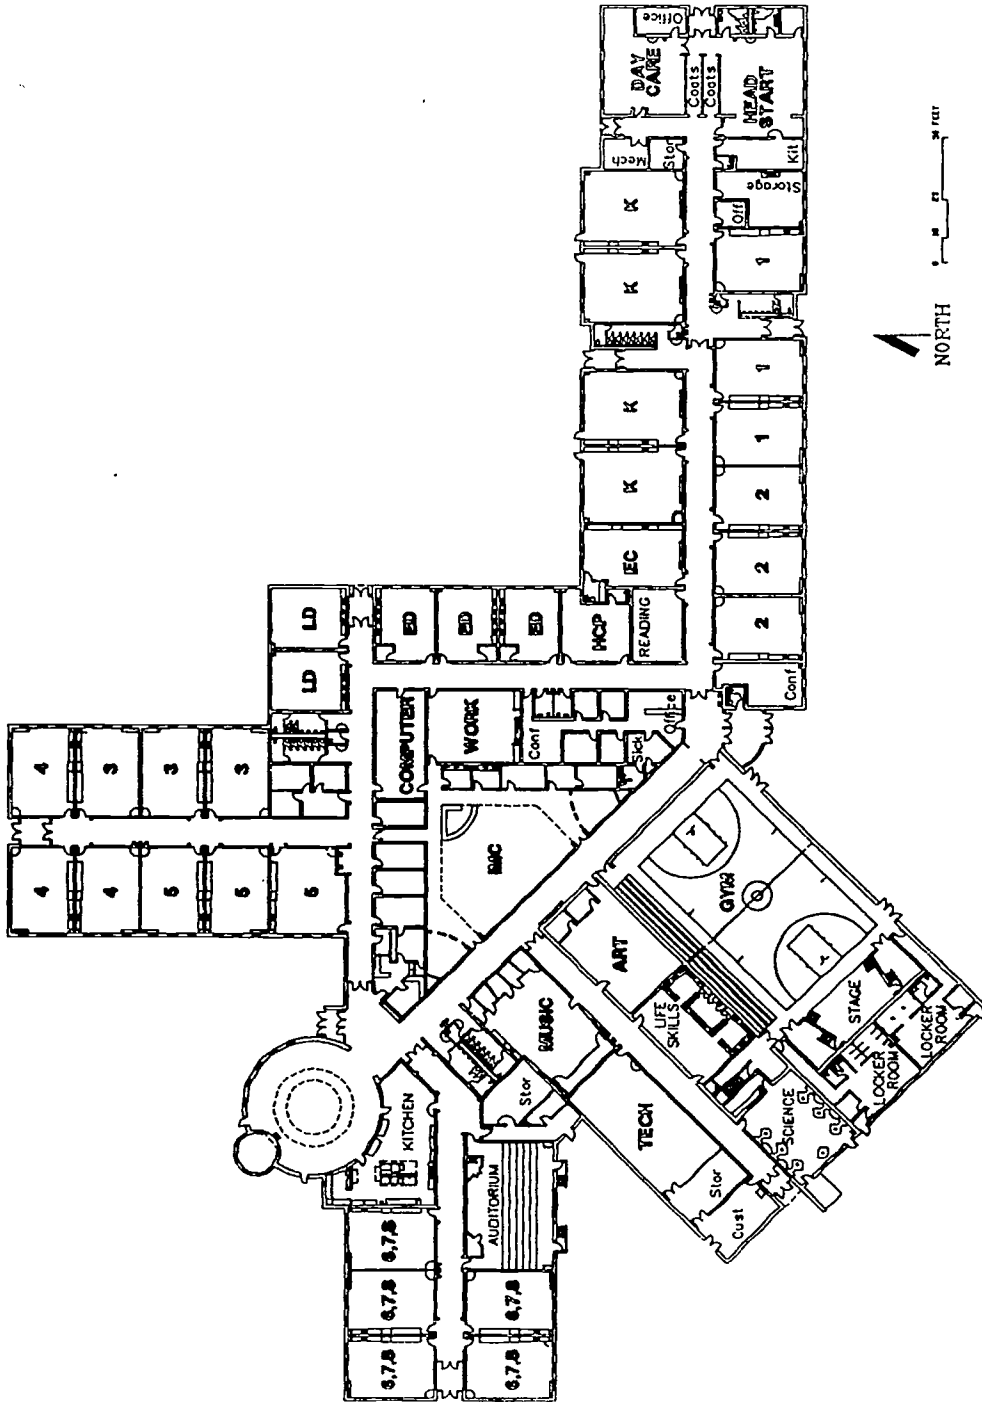 Office
DAY
CARE
Coats
Coats
HEAD
START
Mech
Stor
Kit
Storage
Off
K
K
1
K
K
1
1
2
2
2
EC
READING
HCP
ED
ED
ED
LD
LD
Conf
Office
Sick
Conf
WORK
COMPUTER
IMC
4
3
3
3
4
4
5
5
5
GYM
ART
LIFE
SKILLS
STAGE
LOCKER
ROOM
LOCKER
ROOM
SCIENCE
MUSIC
Stor
TECH
Stor
Cust
KITCHEN
AUDITORIUM
6,7,8
6,7,8
6,7,8
6,7,8
6,7,8
NORTH